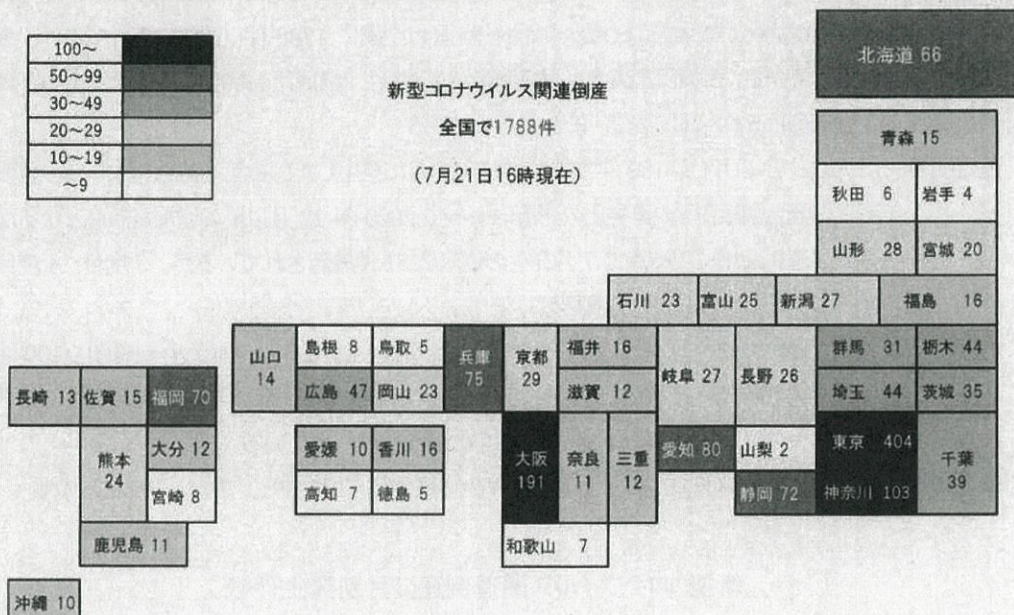 100～
50～99
30～49
20～29
10～19
～9
新型コロナウイルス関連倒産
全国で1788件
(7月21日16時現在)
北海道 66
青森 15
秋田 6
岩手 4
山形 28
宮城 20
石川 23
富山 25
新潟 27
福島 16
山口
14
島根 8
鳥取 5
兵庫
75
京都
29
福井 16
岐阜 27
長野 26
群馬 31
栃木 44
広島 47
岡山 23
滋賀 12
埼玉 44
茨城 35
長崎 13
佐賀 15
福岡 70
熊本
24
大分 12
宮崎 8
愛媛 10
香川 16
高知 7
徳島 5
大阪
191
奈良
11
三重
12
愛知 80
山梨 2
静岡 72
東京 404
神奈川 103
千葉
39
鹿児島 11
和歌山 7
沖縄 10